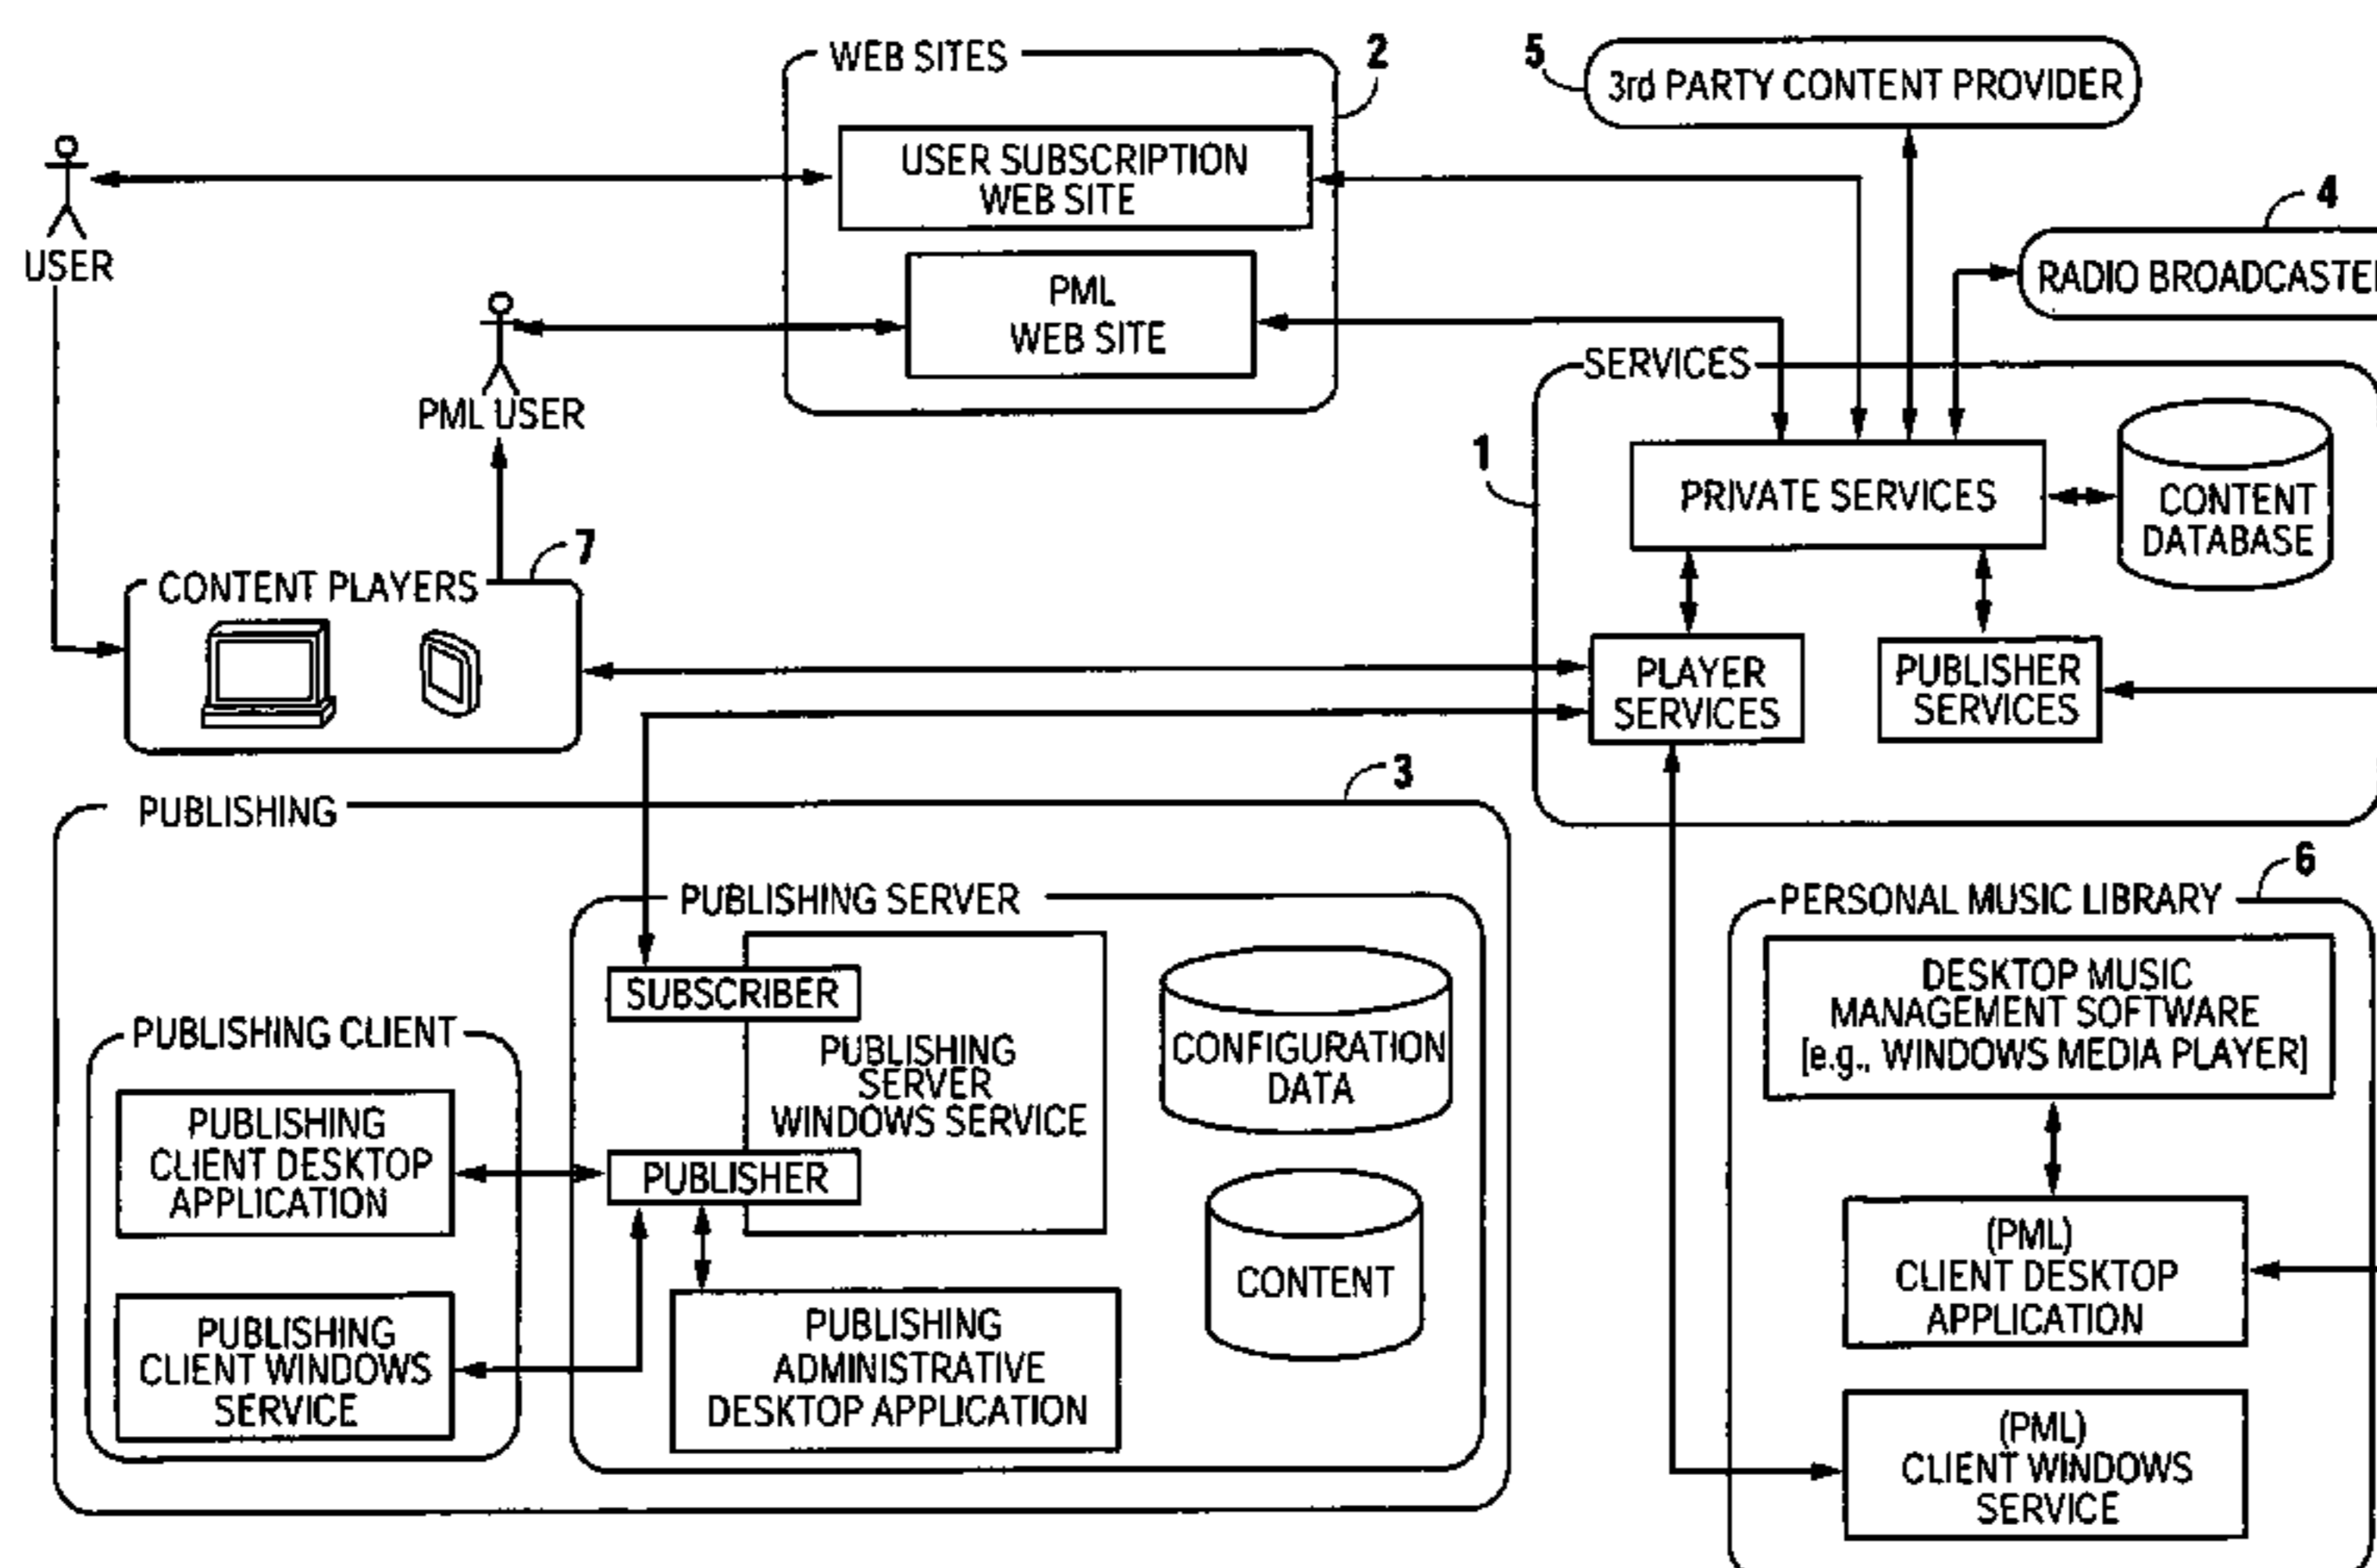 WEB SITES
2
USER SUBSCRIPTION
WEB SITE
PML
WEB SITE
5
3rd PARTY CONTENT PROVIDER
4
RADIO BROADCASTE
USER
PML USER
SERVICES
1
PRIVATE SERVICES
CONTENT
DATABASE
PLAYER
SERVICES
PUBLISHER
SERVICES
7
CONTENT PLAYERS
3
PUBLISHING
PUBLISHING SERVER
SUBSCRIBER
PUBLISHING
SERVER
WINDOWS SERVICE
PUBLISHER
CONFIGURATION
DATA
CONTENT
PUBLISHING
ADMINISTRATIVE
DESKTOP APPLICATION
PUBLISHING CLIENT
PUBLISHING
CLIENT DESKTOP
APPLICATION
PUBLISHING
CLIENT WINDOWS
SERVICE
6
PERSONAL MUSIC LIBRARY
DESKTOP MUSIC
MANAGEMENT SOFTWARE
[e.g., WINDOWS MEDIA PLAYER]
(PML)
CLIENT DESKTOP
APPLICATION
(PML)
CLIENT WINDOWS
SERVICE